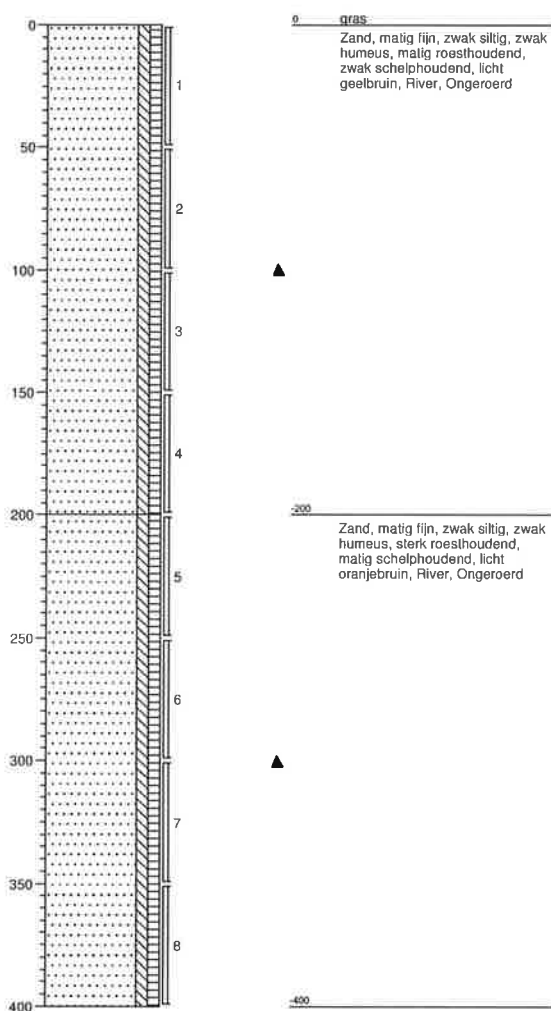 0
50
100
150
200
250
300
350
400
1
2
3
4
5
6
7
8
0 gras
Zand, matig fijn, zwak siltig, zwak
humeus, matig roesthoudend,
zwak schelphoudend, licht
geelbruin, River, Ongeroerd
-200
Zand, matig fijn, zwak siltig, zwak
humeus, sterk roesthoudend,
matig schelphoudend, licht
oranjebruin, River, Ongeroerd
-400